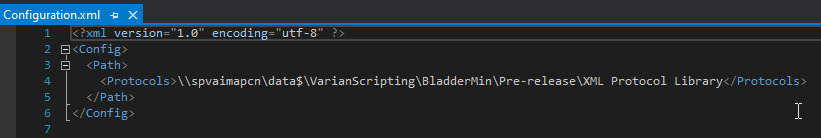 Configuration.xml
1 <?xml version="1.0" encoding="utf-8" ?>
2 <Config>
3 <Path>
4 <Protocols>\\spvaimapcn\data$\VarianScripting\BladderMin\Pre-release\XML Protocol Library</Protocols>
5 </Path>
6 </Config>
7